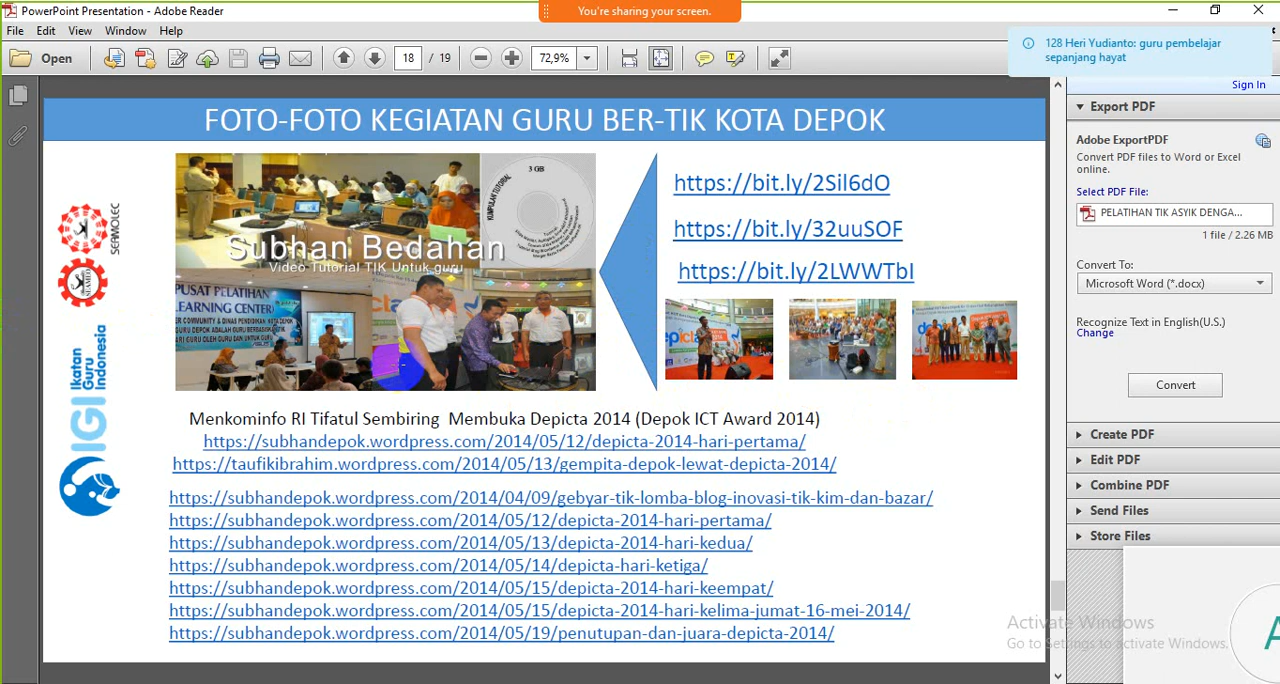 PowerPoint Presentation - Adobe Reader
You're sharing your screen.
File Edit View Window Help
128 Heri Yudianto: guru pembelajar
sepanjang hayat
Open
18 / 19
72,9%
Sign In
Export PDF
Adobe ExportPDF
Convert PDF files to Word or Excel
online.
Select PDF File:
PELATIHAN TIK ASYIK DENGA...
1 file / 2.26 MB
Convert To:
Microsoft Word (*.docx)
Recognize Text in English(U.S.)
Change
Convert
Create PDF
Edit PDF
Combine PDF
Send Files
Store Files
FOTO-FOTO KEGIATAN GURU BER-TIK KOTA DEPOK
SEAMOLEC
Ikatan
Guru
Indonesia
IGI
3 GB
KUMPULAN TUTORIAL
Subhan Bedahan
Video Tutorial TIK Untuk guru
PUSAT PELATIHAN
LEARNING CENTER)
https://bit.ly/2Sil6dO
https://bit.ly/32uuSOF
https://bit.ly/2LWWTbI
Menkominfo RI Tifatul Sembiring Membuka Depicta 2014 (Depok ICT Award 2014)
https://subhandepok.wordpress.com/2014/05/12/depicta-2014-hari-pertama/
https://taufikibrahim.wordpress.com/2014/05/13/gempita-depok-lewat-depicta-2014/
https://subhandepok.wordpress.com/2014/04/09/gebyar-tik-lomba-blog-inovasi-tik-kim-dan-bazar/
https://subhandepok.wordpress.com/2014/05/12/depicta-2014-hari-pertama/
https://subhandepok.wordpress.com/2014/05/13/depicta-2014-hari-kedua/
https://subhandepok.wordpress.com/2014/05/14/depicta-hari-ketiga/
https://subhandepok.wordpress.com/2014/05/15/depicta-2014-hari-keempat/
https://subhandepok.wordpress.com/2014/05/15/depicta-2014-hari-kelima-jumat-16-mei-2014/
https://subhandepok.wordpress.com/2014/05/19/penutupan-dan-juara-depicta-2014/
Activate Windows
Go to Settings to activate Windows.